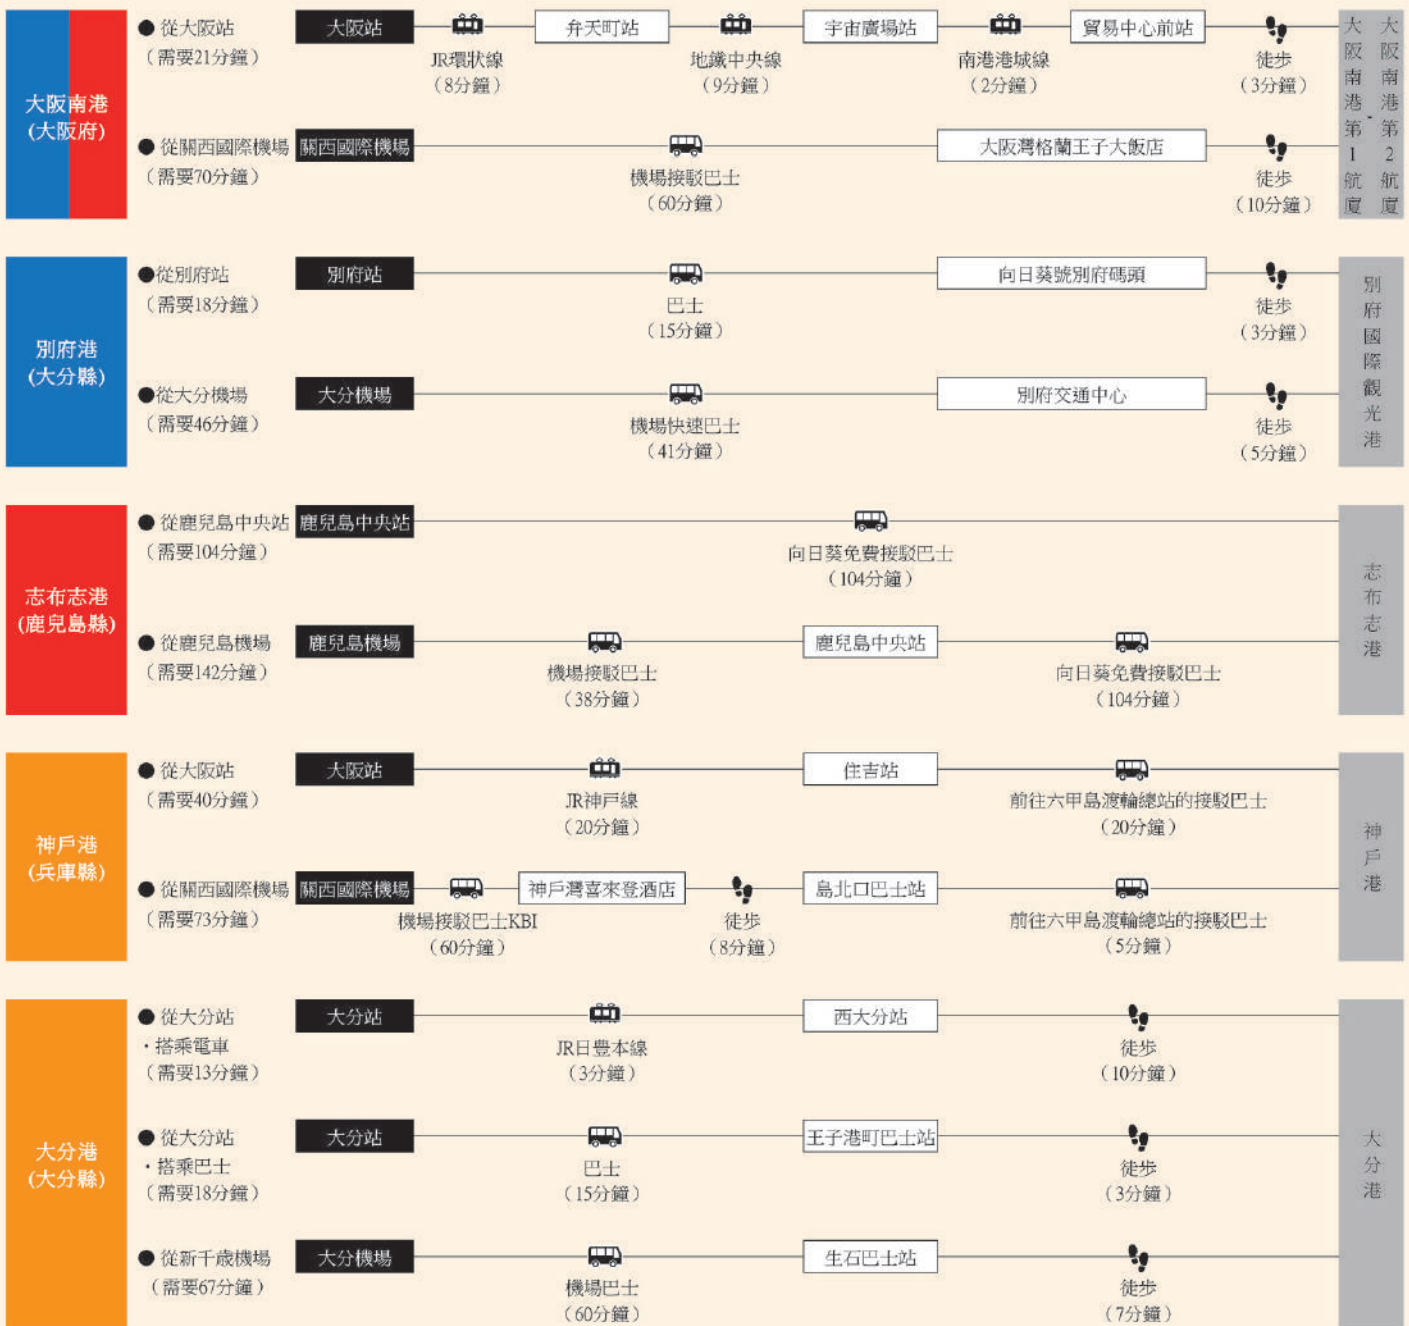 大阪南港
(大阪府)
● 從大阪站
（需要21分鐘）
大阪站
JR環狀線
（8分鐘）
弁天町站
地鐵中央線
（9分鐘）
宇宙廣場站
南港港城線
（2分鐘）
貿易中心前站
徒步
（3分鐘）
● 從關西國際機場
（需要70分鐘）
關西國際機場
機場接駁巴士
（60分鐘）
大阪灣格蘭王子大飯店
徒步
（10分鐘）
大阪南港第1航廈・
大阪南港第2航廈
別府港
(大分縣)
●從別府站
（需要18分鐘）
別府站
巴士
（15分鐘）
向日葵號別府碼頭
徒步
（3分鐘）
●從大分機場
（需要46分鐘）
大分機場
機場快速巴士
（41分鐘）
別府交通中心
徒步
（5分鐘）
別府國際観光港
志布志港
(鹿兒島縣)
● 從鹿兒島中央站
（需要104分鐘）
鹿兒島中央站
向日葵免費接駁巴士
（104分鐘）
● 從鹿兒島機場
（需要142分鐘）
鹿兒島機場
機場接駁巴士
（38分鐘）
鹿兒島中央站
向日葵免費接駁巴士
（104分鐘）
志布志港
神戶港
(兵庫縣)
● 從大阪站
（需要40分鐘）
大阪站
JR神戸線
（20分鐘）
住吉站
前往六甲島渡輪總站的接駁巴士
（20分鐘）
● 從關西國際機場
（需要73分鐘）
關西國際機場
機場接駁巴士KBI
（60分鐘）
神戶灣喜來登酒店
徒步
（8分鐘）
島北口巴士站
前往六甲島渡輪總站的接駁巴士
（5分鐘）
神戶港
大分港
(大分縣)
● 從大分站
・搭乘電車
（需要13分鐘）
大分站
JR日豊本線
（3分鐘）
西大分站
徒步
（10分鐘）
● 從大分站
・搭乘巴士
（需要18分鐘）
大分站
巴士
（15分鐘）
王子港町巴士站
徒步
（3分鐘）
● 從新千歲機場
（需要67分鐘）
大分機場
機場巴士
（60分鐘）
生石巴士站
徒步
（7分鐘）
大分港